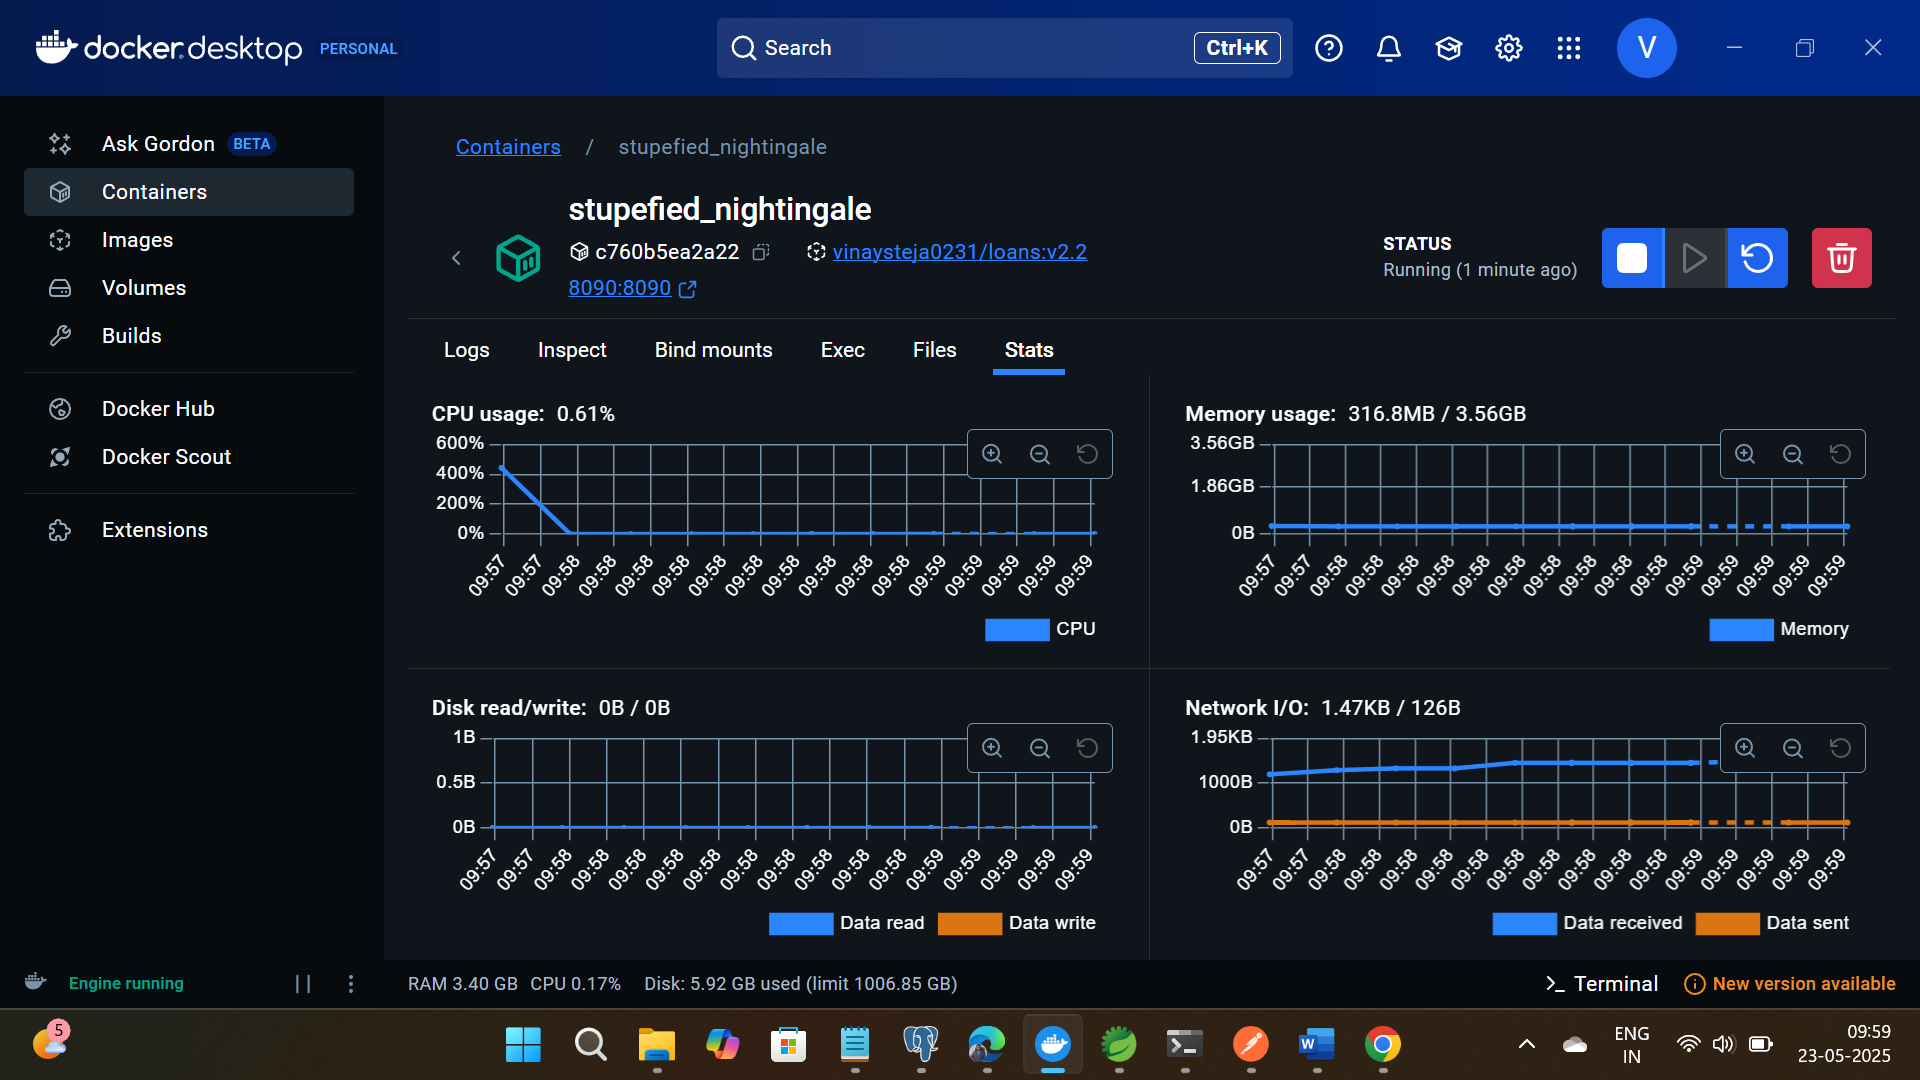 docker desktop PERSONAL
Search Ctrl+K
V
Ask Gordon BETA
Containers
Images
Volumes
Builds
Docker Hub
Docker Scout
Extensions
Containers / stupefied_nightingale
stupefied_nightingale
c760b5ea2a22 vinaysteja0231/loans:v2.2
8090:8090
STATUS
Running (1 minute ago)
Logs Inspect Bind mounts Exec Files Stats
CPU usage: 0.61%
600%
400%
200%
0%
09:57 09:57 09:58 09:58 09:58 09:58 09:58 09:58 09:58 09:58 09:58 09:58 09:59 09:59 09:59 09:59 09:59
CPU
Memory usage: 316.8MB / 3.56GB
3.56GB
1.86GB
0B
09:57 09:57 09:58 09:58 09:58 09:58 09:58 09:58 09:58 09:58 09:58 09:58 09:59 09:59 09:59 09:59 09:59
Memory
Disk read/write: 0B / 0B
1B
0.5B
0B
09:57 09:57 09:58 09:58 09:58 09:58 09:58 09:58 09:58 09:58 09:58 09:58 09:59 09:59 09:59 09:59 09:59
Data read Data write
Network I/O: 1.47KB / 126B
1.95KB
1000B
0B
09:57 09:57 09:58 09:58 09:58 09:58 09:58 09:58 09:58 09:58 09:58 09:58 09:59 09:59 09:59 09:59 09:59
Data received Data sent
Engine running
RAM 3.40 GB CPU 0.17% Disk: 5.92 GB used (limit 1006.85 GB)
Terminal
New version available
5
W
ENG
IN
09:59
23-05-2025